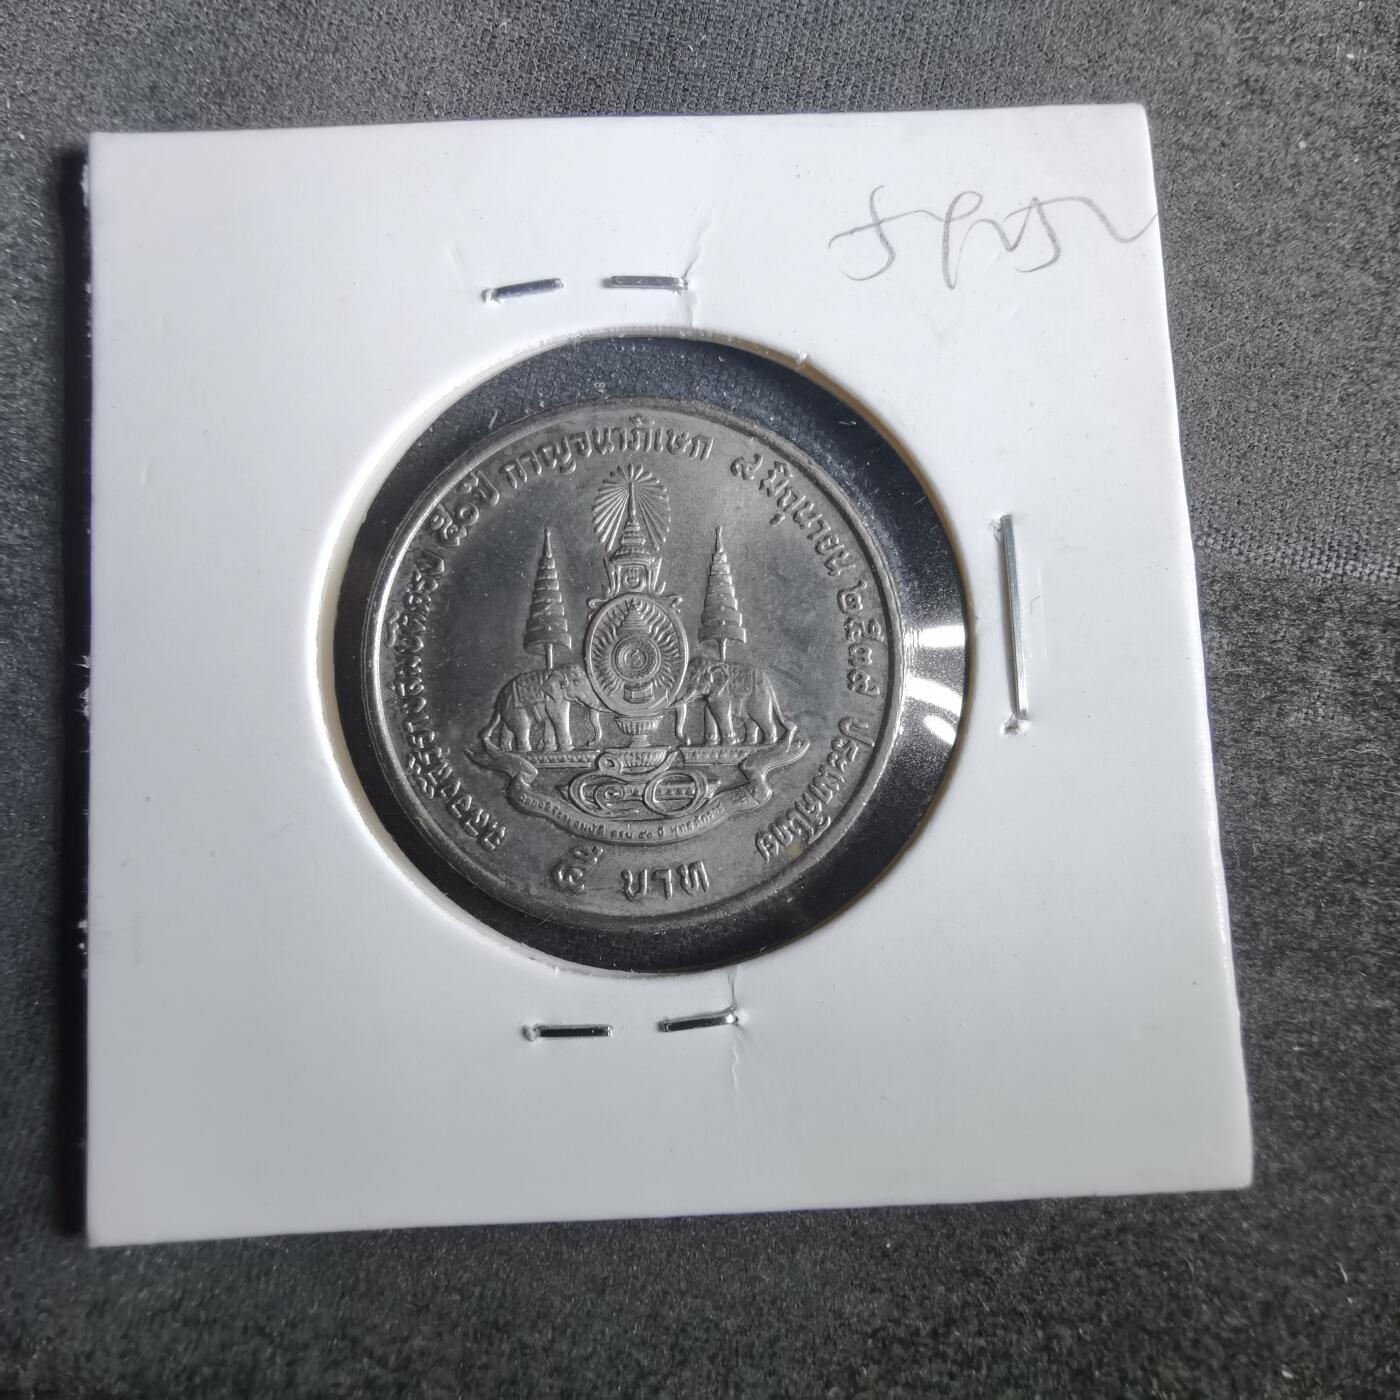 ฉลองสิริราชสมบัติครบ ๕๐ ปี กาญจนาภิเษก ๙ มิถุนายน ๒๕๓๙ ประเทศไทย
๕ บาท